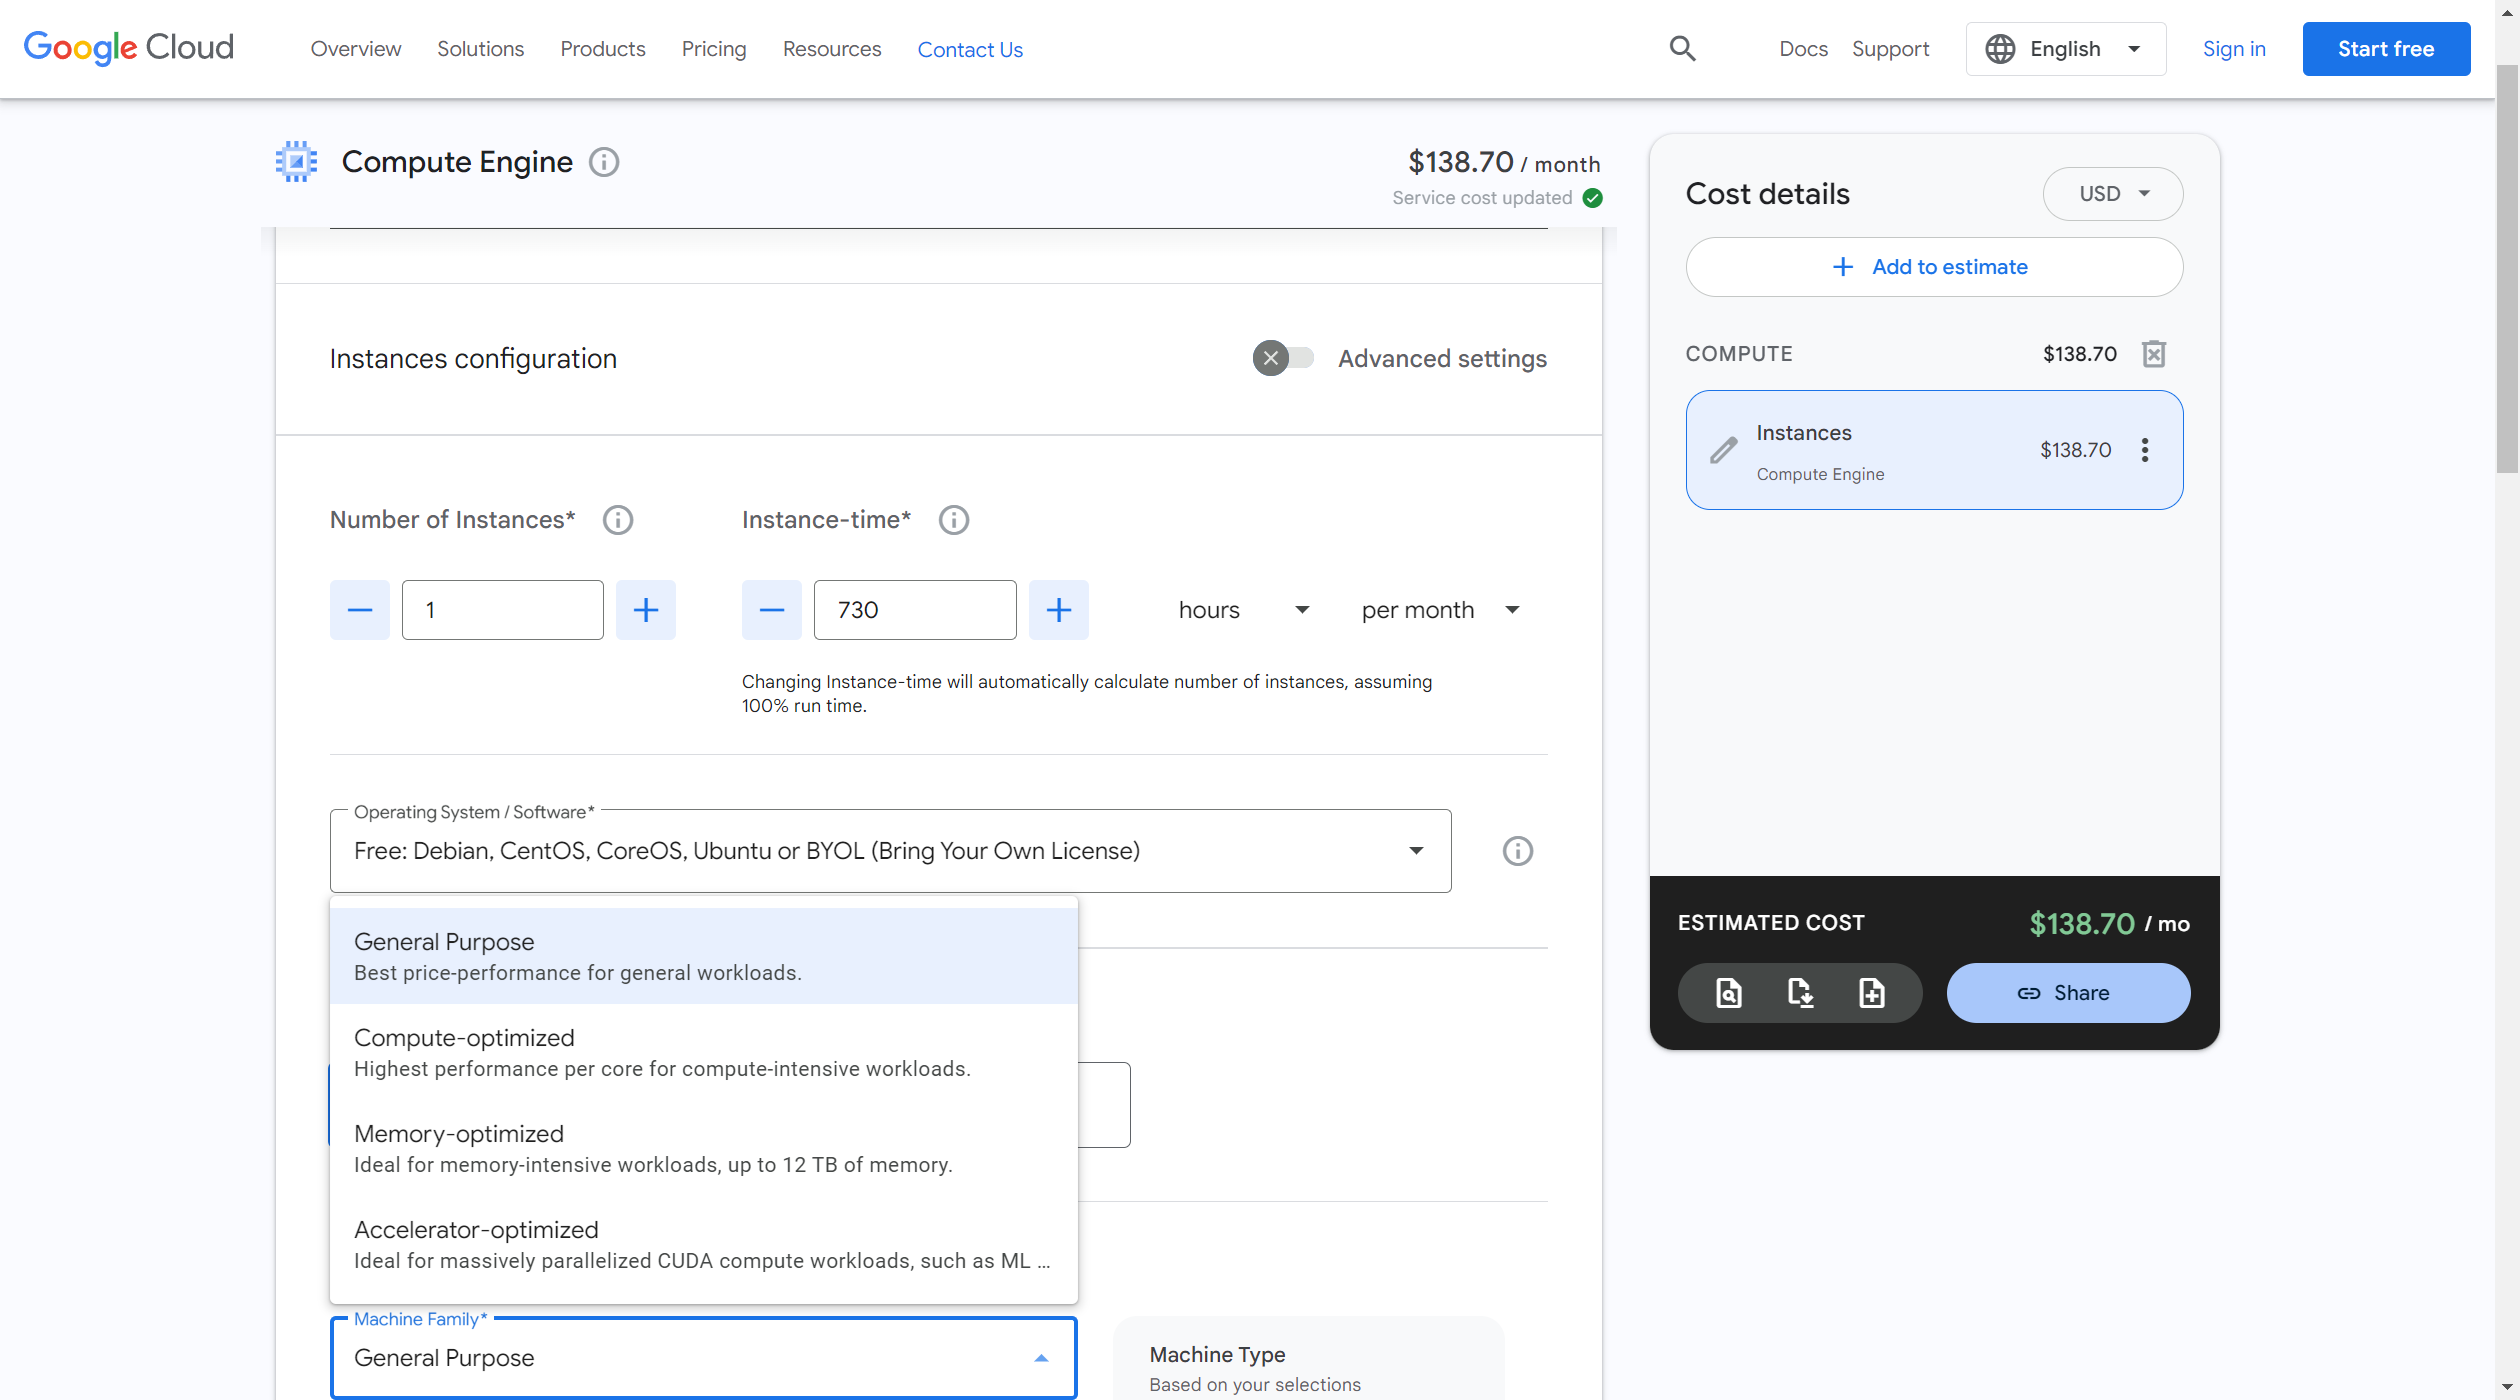 Google Cloud
Overview Solutions Products Pricing Resources Contact Us Docs Support English Sign in Start free
Compute Engine
$138.70 / month
Service cost updated
Instances configuration
Advanced settings
Number of Instances*
Instance-time*
1
730
hours
per month
Changing Instance-time will automatically calculate number of instances, assuming
100% run time.
Operating System / Software*
Free: Debian, CentOS, CoreOS, Ubuntu or BYOL (Bring Your Own License)
General Purpose
Best price-performance for general workloads.
Compute-optimized
Highest performance per core for compute-intensive workloads.
Memory-optimized
Ideal for memory-intensive workloads, up to 12 TB of memory.
Accelerator-optimized
Ideal for massively parallelized CUDA compute workloads, such as ML ...
Machine Family*
General Purpose
Machine Type
Based on your selections
Cost details
USD
Add to estimate
COMPUTE
$138.70
Instances
Compute Engine
$138.70
ESTIMATED COST
$138.70 / mo
Share